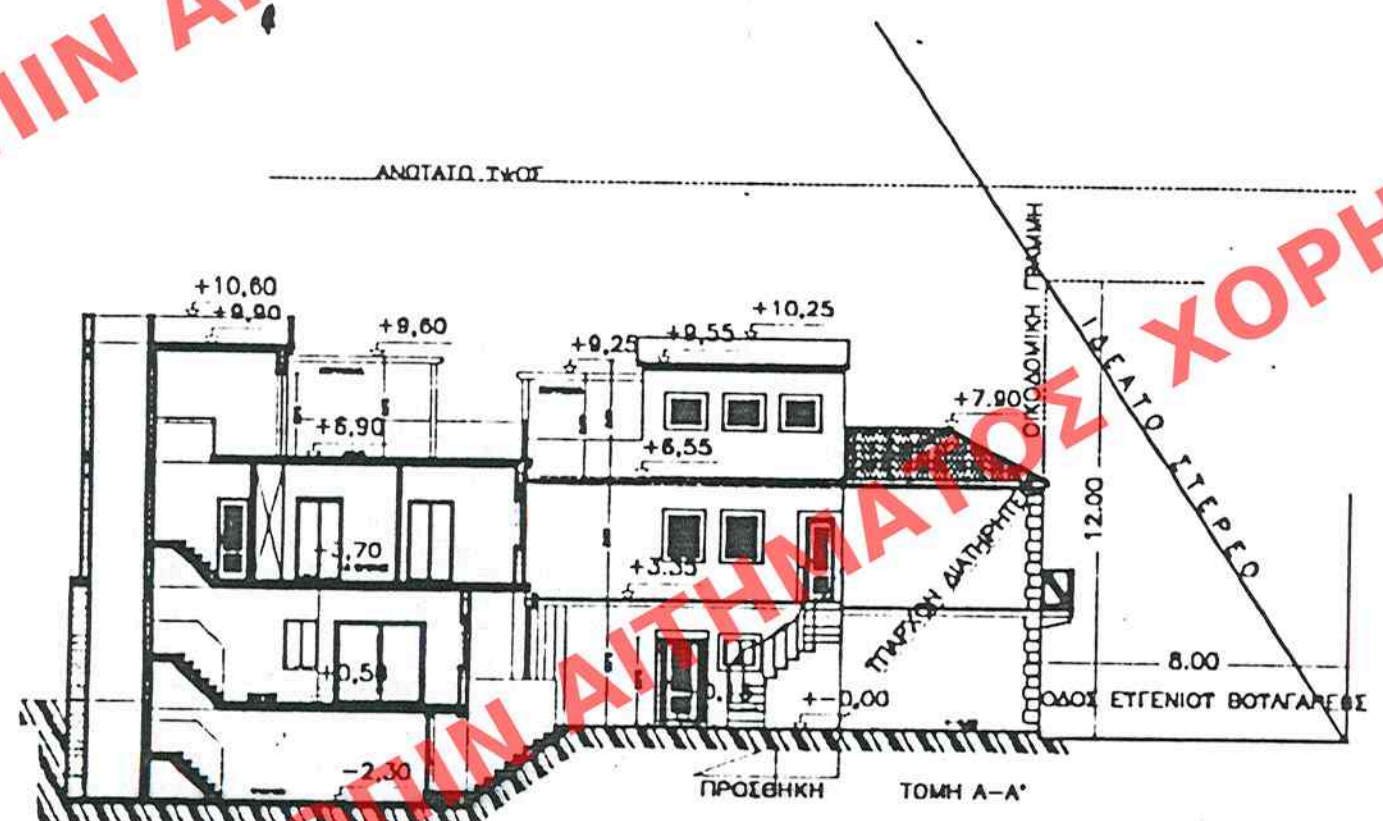 ΑΝΩΤΑΤΟ ΥΨΟΣ
+10,60
+9,90
+9,60
+10,25
+9,55
+9,25
+7.90
+6,90
+6,55
+3,70
+3.35
+0,50
+-0,00
-2,30
ΟΙΚΟΔΟΜΙΚΗ ΓΡΑΜΜΗ
ΙΔΕΑΤΟ ΣΤΕΡΕΟ
12.00
8.00
ΥΠΑΡΧΟΝ ΔΙΑΤΗΡΗΤΕ
ΟΔΟΣ ΕΥΓΕΝΙΟΥ ΒΟΥΛΓΑΡΕΩΣ
ΠΡΟΣΘΗΚΗ
ΤΟΜΗ Α-Α'
ΑΙΤΗΜΑΤΟΣ ΧΟΡΗ